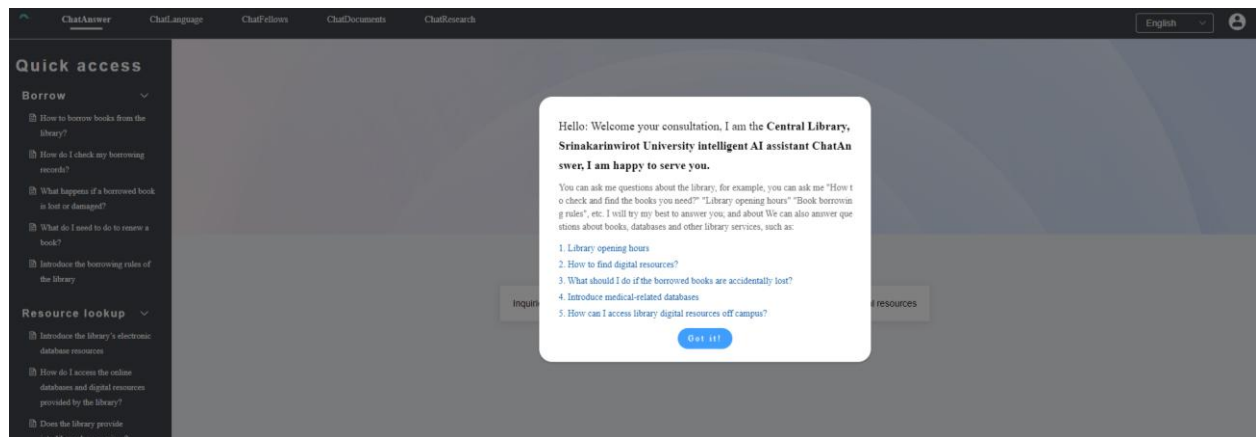 ChatAnswer
ChatLanguage
ChatFellows
ChatDocuments
ChatResearch
English
Quick access
Borrow
How to borrow books from the
library?
How do I check my borrowing
records?
What happens if a borrowed book
is lost or damaged?
What do I need to do to renew a
book?
Introduce the borrowing rules of
the library
Resource lookup
Introduce the library's electronic
database resources
How do I access the online
databases and digital resources
provided by the library?
Does the library provide
Hello: Welcome your consultation, I am the Central Library,
Srinakarinwirot University intelligent AI assistant ChatAn
swer, I am happy to serve you.
You can ask me questions about the library, for example, you can ask me "How t
o check and find the books you need?" "Library opening hours" "Book borrowin
g rules", etc. I will try my best to answer you; and about We can also answer que
stions about books, databases and other library services, such as:
1. Library opening hours
2. How to find digital resources?
3. What should I do if the borrowed books are accidentally lost?
4. Introduce medical-related databases
5. How can I access library digital resources off campus?
Got it!
resources